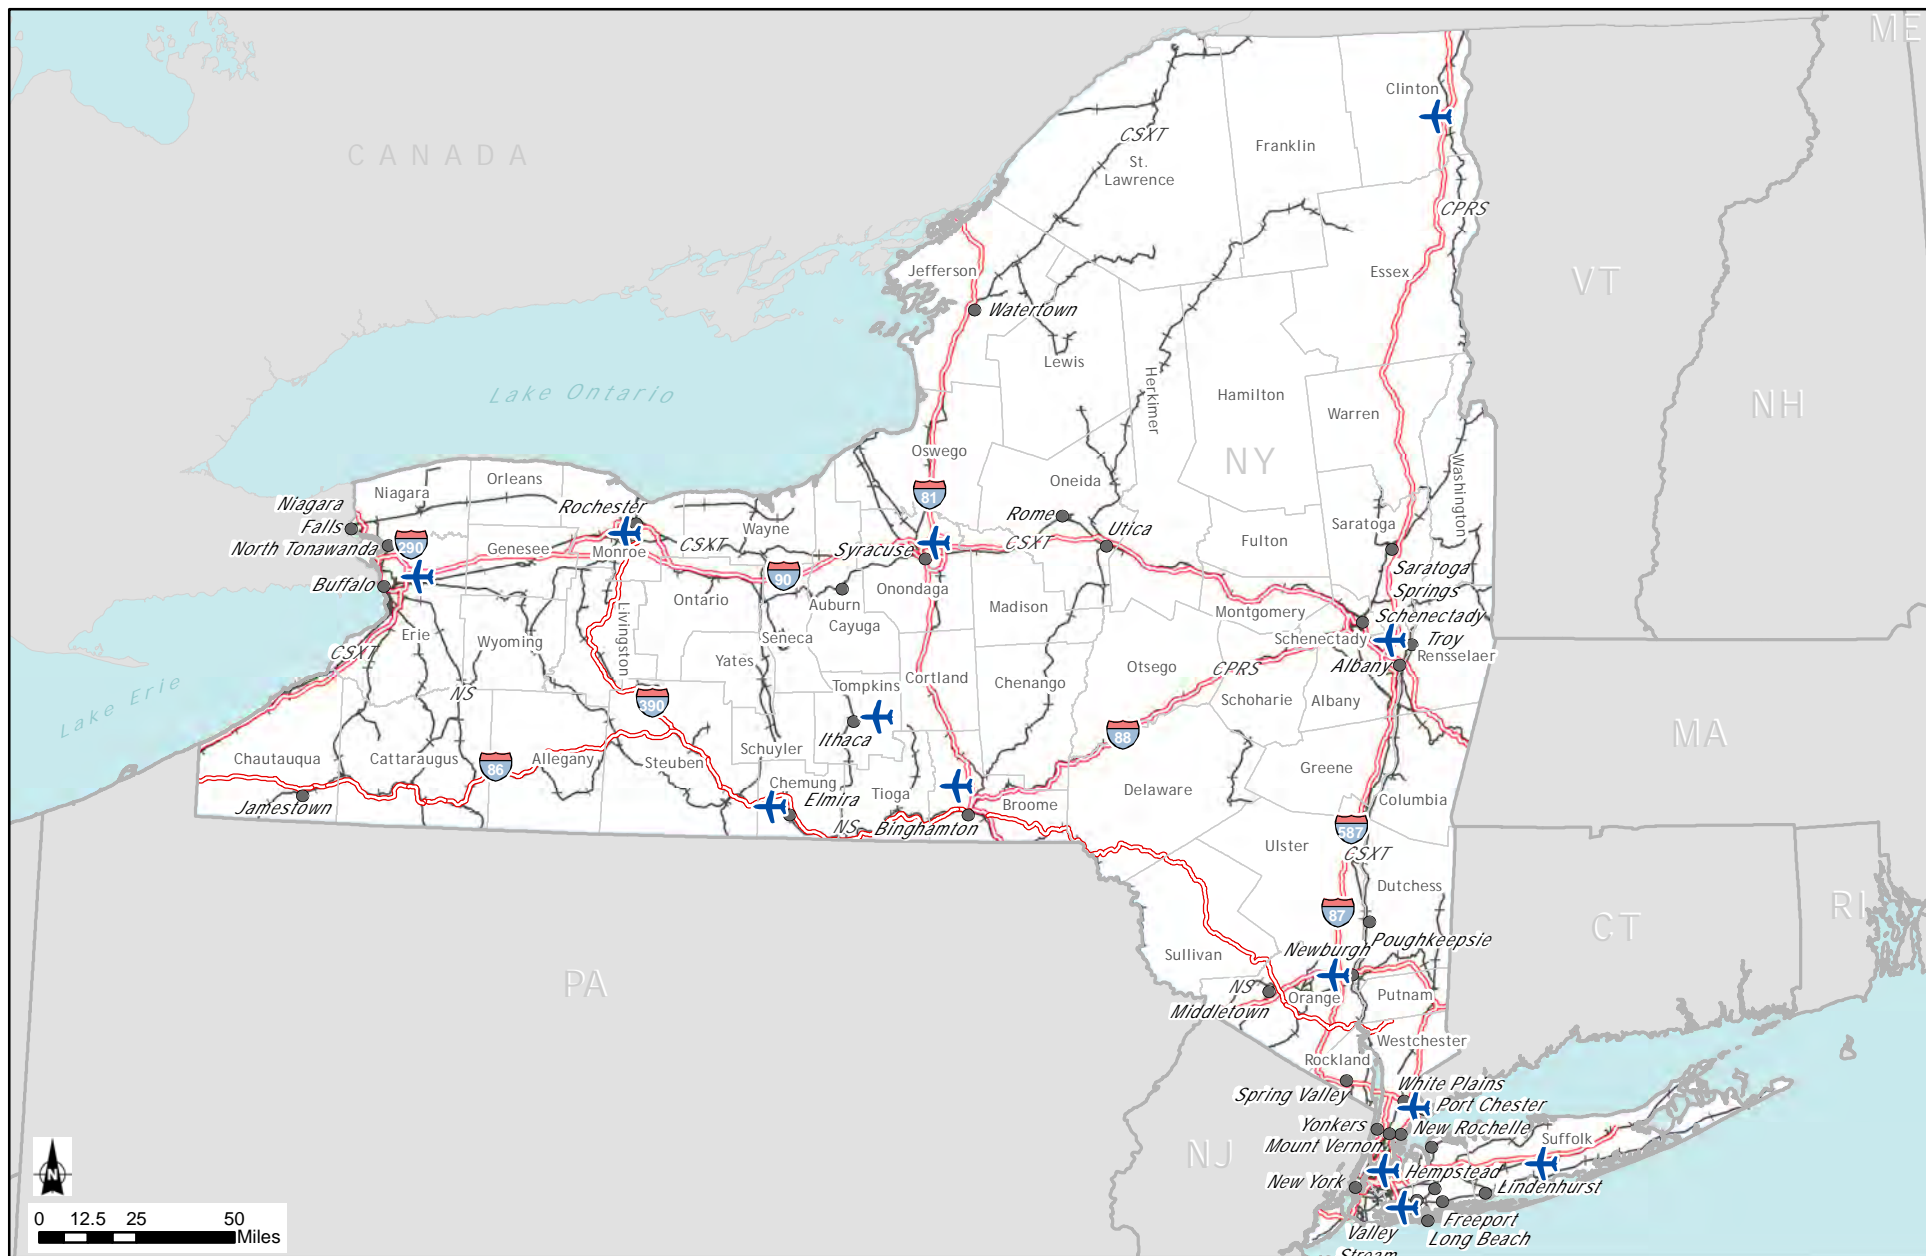 ME
CANADA
Clinton
CSXT
Franklin
St.
Lawrence
CPRS
Jefferson
Essex
VT
Watertown
Lake Ontario
Lewis
Herkimer
Hamilton
Warren
NH
Oswego
NY
Washington
Orleans
Oneida
Niagara
81
Niagara
Falls
Rochester
Wayne
Rome
Utica
Saratoga
North Tonawanda
290
Genesee
Monroe
CSXT
Syracuse
CSXT
Fulton
Buffalo
90
Saratoga
Springs
Ontario
Auburn
Onondaga
Madison
Montgomery
Schenectady
Livingston
Cayuga
Erie
Wyoming
Seneca
Schenectady
Troy
CSXT
Yates
Otsego
CPRS
Albany
Rensselaer
Lake Erie
NS
Tompkins
Cortland
Chenango
390
Schoharie
Albany
Ithaca
88
MA
Chautauqua
Cattaraugus
86
Allegany
Steuben
Schuyler
Greene
Chemung
Elmira
Tioga
Broome
Delaware
Columbia
Jamestown
NS
Binghamton
587
Ulster
CSXT
Dutchess
RI
87
CT
Sullivan
Newburgh
Poughkeepsie
PA
NS
Orange
Putnam
Middletown
Westchester
Rockland
Spring Valley
White Plains
Port Chester
Yonkers
New Rochelle
Mount Vernon
Suffolk
NJ
New York
Hempstead
Lindenhurst
Freeport
Valley
Stream
Long Beach
N
0 12.5 25 50
Miles